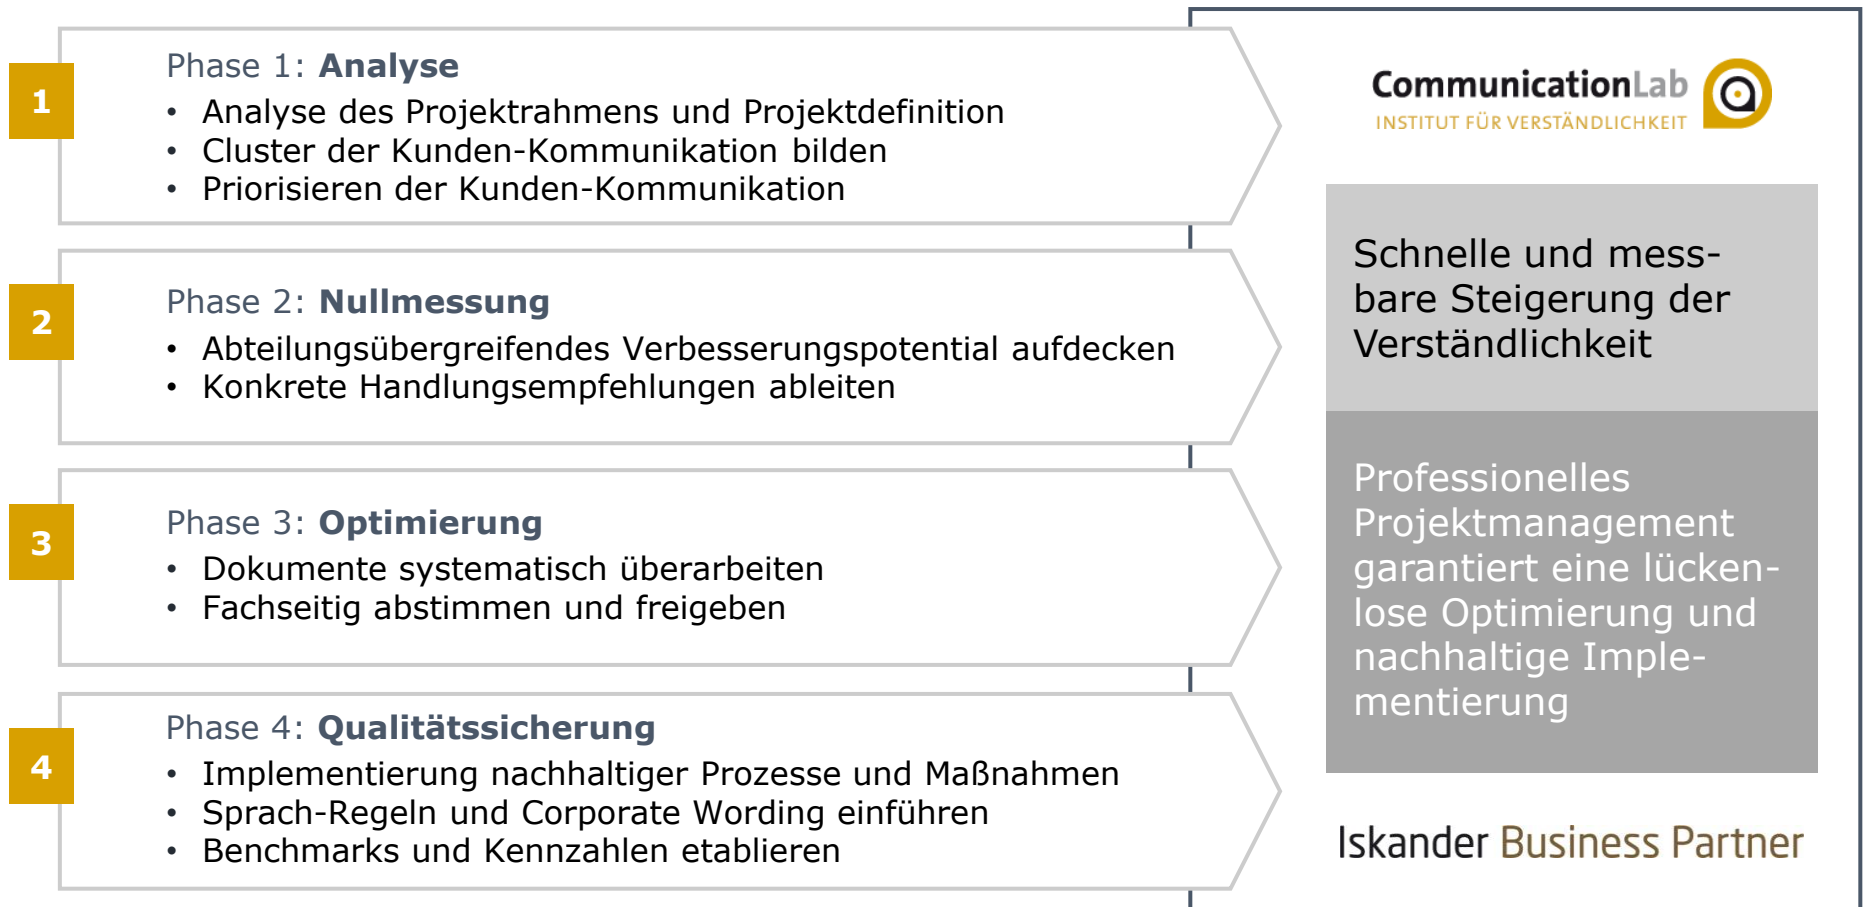 1
Phase 1: Analyse
• Analyse des Projektrahmens und Projektdefinition
• Cluster der Kunden-Kommunikation bilden
• Priorisieren der Kunden-Kommunikation
2
Phase 2: Nullmessung
• Abteilungsübergreifendes Verbesserungspotential aufdecken
• Konkrete Handlungsempfehlungen ableiten
3
Phase 3: Optimierung
• Dokumente systematisch überarbeiten
• Fachseitig abstimmen und freigeben
4
Phase 4: Qualitätssicherung
• Implementierung nachhaltiger Prozesse und Maßnahmen
• Sprach-Regeln und Corporate Wording einführen
• Benchmarks und Kennzahlen etablieren
CommunicationLab
INSTITUT FÜR VERSTÄNDLICHKEIT
Schnelle und mess-
bare Steigerung der
Verständlichkeit
Professionelles
Projektmanagement
garantiert eine lücken-
lose Optimierung und
nachhaltige Imple-
mentierung
Iskander Business Partner